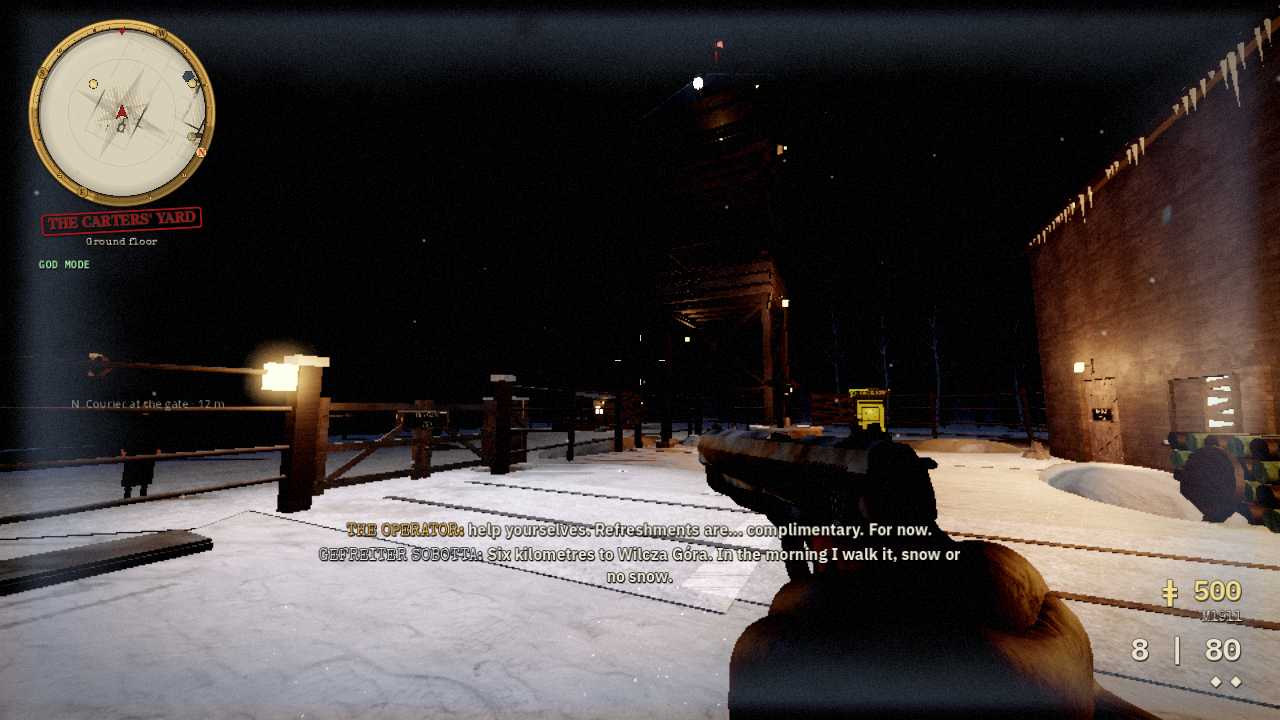 THE CARTERS' YARD
Ground floor
GOD MODE
N Courier at the gate 12 m
THE OPERATOR: help yourselves. Refreshments are... complimentary. For now.
GEFREITER SOBOTTA: Six kilometres to Wilcza Góra. In the morning I walk it, snow or
no snow.
500
M1911
8 | 80